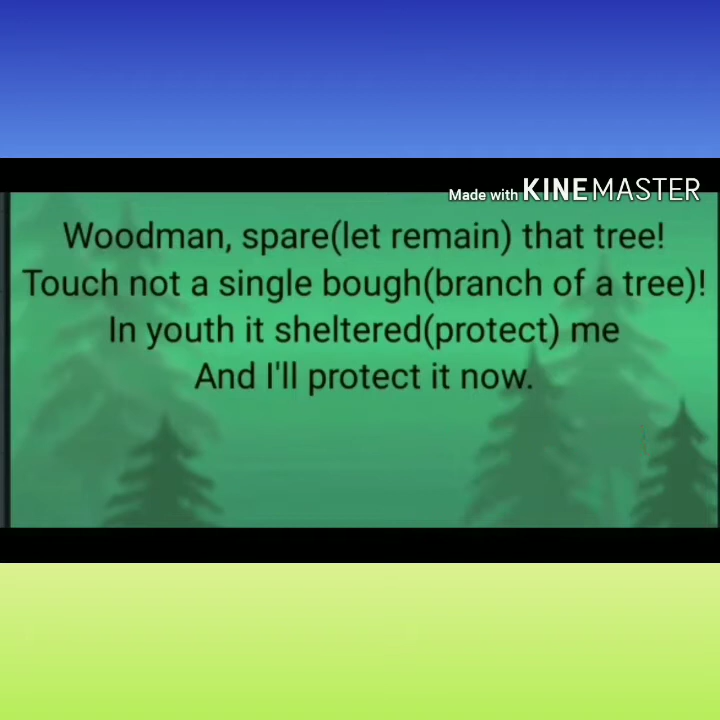 Made with KINEMASTER
Woodman, spare(let remain) that tree!
Touch not a single bough(branch of a tree)!
In youth it sheltered(protect) me
And I'll protect it now.